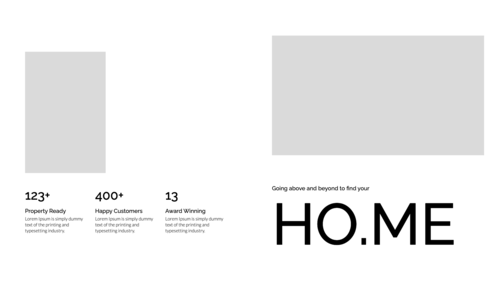 123+
Property Ready
Lorem Ipsum is simply dummy
text of the printing and
typesetting industry.
400+
Happy Customers
Lorem Ipsum is simply dummy
text of the printing and
typesetting industry.
13
Award Winning
Lorem Ipsum is simply dummy
text of the printing and
typesetting industry.
Going above and beyond to find your
HO.ME